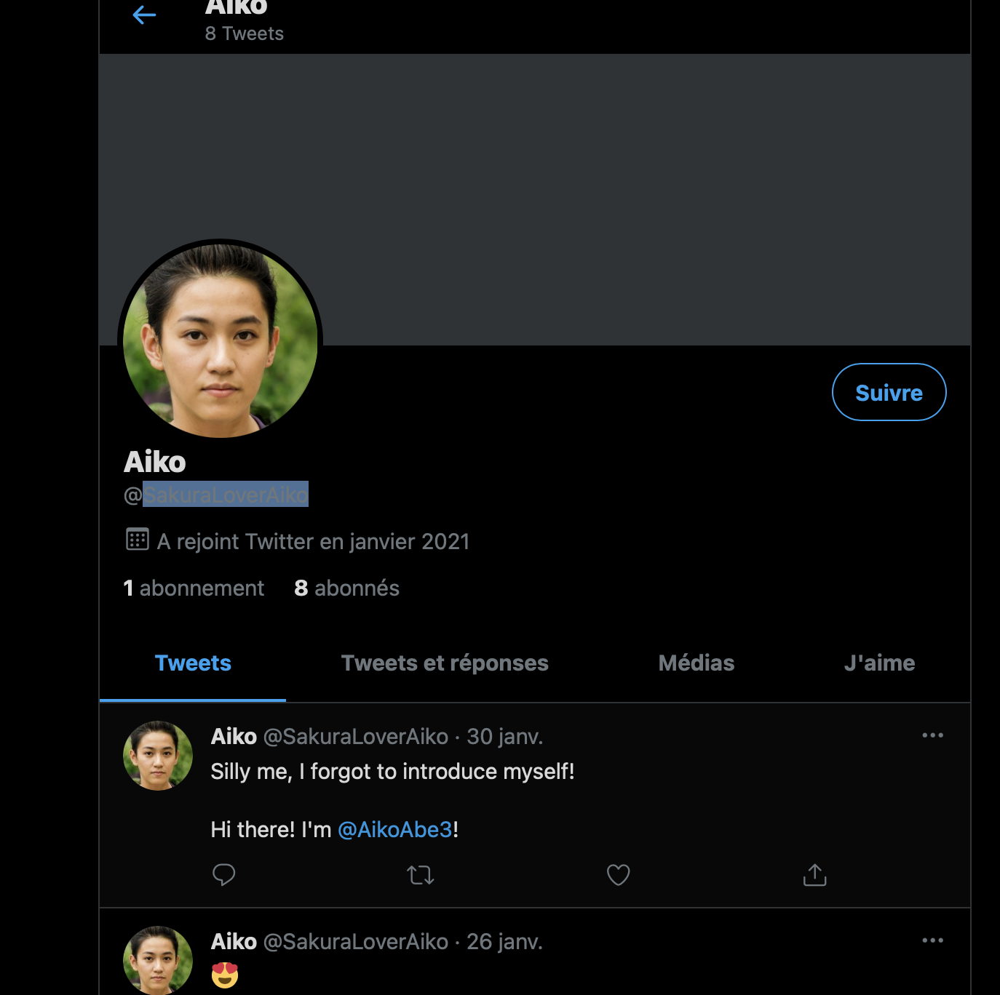 Aiko
8 Tweets
Suivre
Aiko
@SakuraLoverAiko
A rejoint Twitter en janvier 2021
1 abonnement 8 abonnés
Tweets Tweets et réponses Médias J'aime
Aiko @SakuraLoverAiko · 30 janv.
Silly me, I forgot to introduce myself!
Hi there! I'm @AikoAbe3!
Aiko @SakuraLoverAiko · 26 janv.
😍